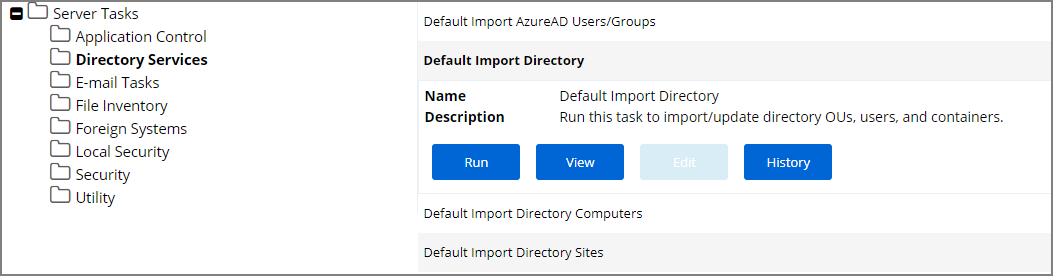 Server Tasks
Application Control
Directory Services
E-mail Tasks
File Inventory
Foreign Systems
Local Security
Security
Utility
Default Import AzureAD Users/Groups
Default Import Directory
Name Default Import Directory
Description Run this task to import/update directory OUs, users, and containers.
Run View Edit History
Default Import Directory Computers
Default Import Directory Sites